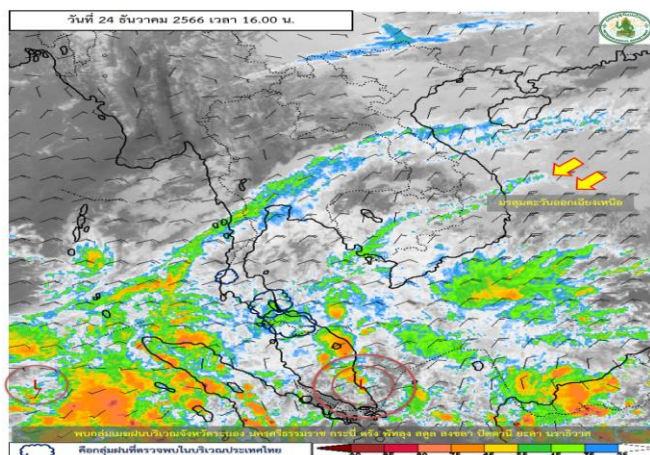 วันที่ 24 ธันวาคม 2566 เวลา 16.00 น.
มรสุมตะวันออกเฉียงเหนือ
L
L
พบกลุ่มเมฆฝนบริเวณจังหวัดระนอง นครศรีธรรมราช กระบี่ ตรัง พัทลุง สตูล สงขลา ปัตตานี ยะลา นราธิวาส
คือกลุ่มฝนที่ตรวจพบในบริเวณประเทศไทย